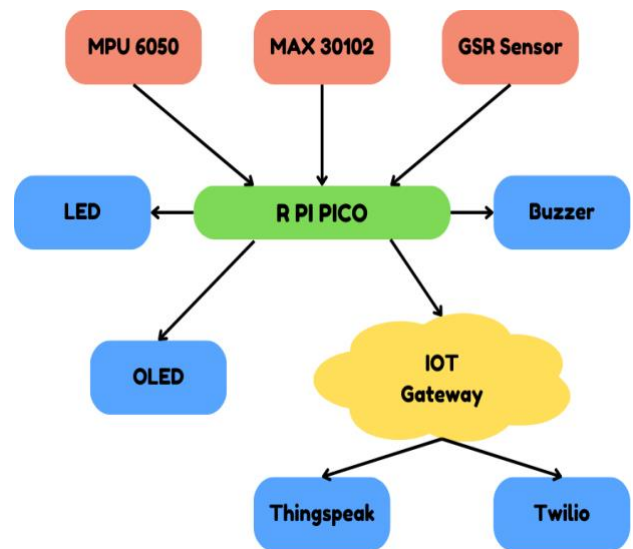 MPU 6050
MAX 30102
GSR Sensor
LED
R PI PICO
Buzzer
OLED
IOT
Gateway
Thingspeak
Twilio